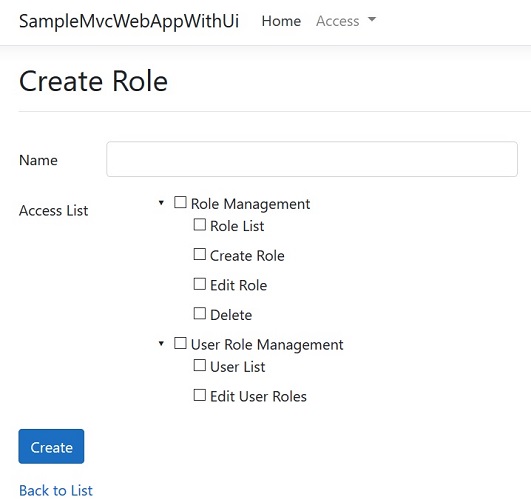 SampleMvcWebAppWithUi Home Access
Create Role
Name
Access List
Role Management
Role List
Create Role
Edit Role
Delete
User Role Management
User List
Edit User Roles
Create
Back to List